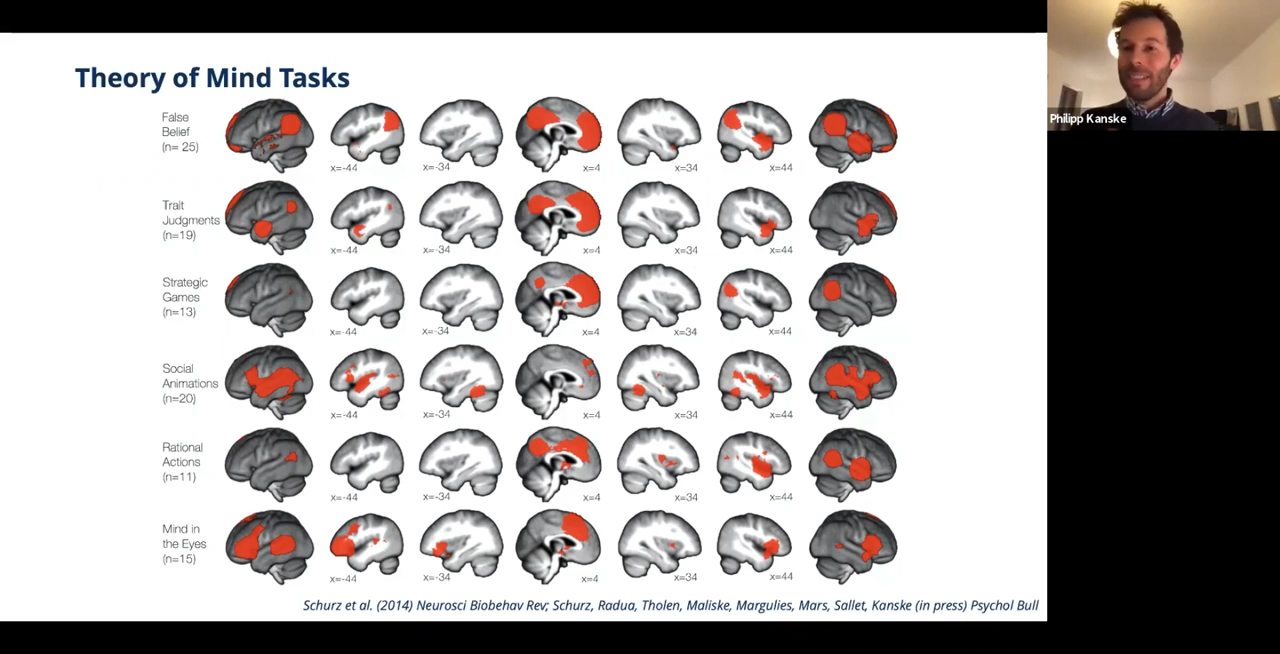 Theory of Mind Tasks
Philipp Kanske
False
Belief
(n= 25)
x=-44
x=-34
x=4
x=34
x=44
Trait
Judgments
(n=19)
x=-44
x=-34
x=4
x=34
x=44
Strategic
Games
(n=13)
x=-44
x=-34
x=4
x=34
x=44
Social
Animations
(n=20)
x=-44
x=-34
x=4
x=34
x=44
Rational
Actions
(n=11)
x=-44
x=-34
x=4
x=34
x=44
Mind in
the Eyes
(n=15)
x=-44
x=-34
x=4
x=34
x=44
Schurz et al. (2014) Neurosci Biobehav Rev; Schurz, Radua, Tholen, Maliske, Margulies, Mars, Sallet, Kanske (in press) Psychol Bull